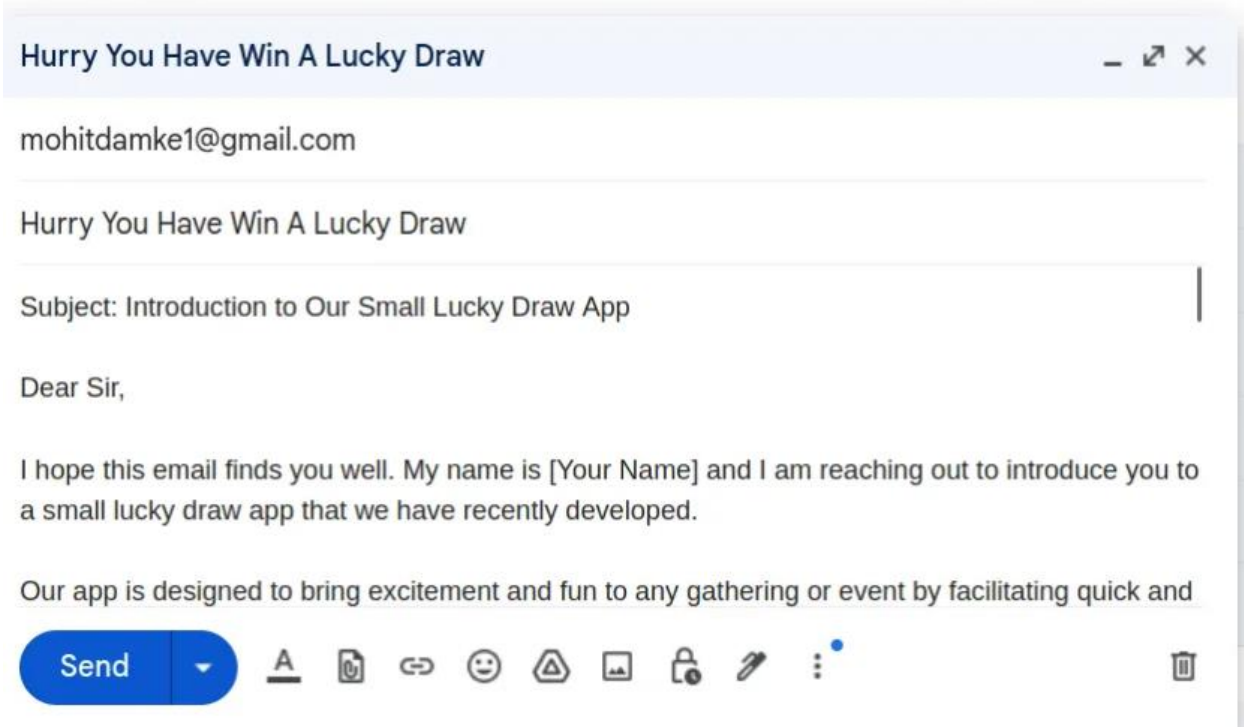 Hurry You Have Win A Lucky Draw
mohitdamke1@gmail.com
Hurry You Have Win A Lucky Draw
Subject: Introduction to Our Small Lucky Draw App
Dear Sir,
I hope this email finds you well. My name is [Your Name] and I am reaching out to introduce you to
a small lucky draw app that we have recently developed.
Our app is designed to bring excitement and fun to any gathering or event by facilitating quick and
Send